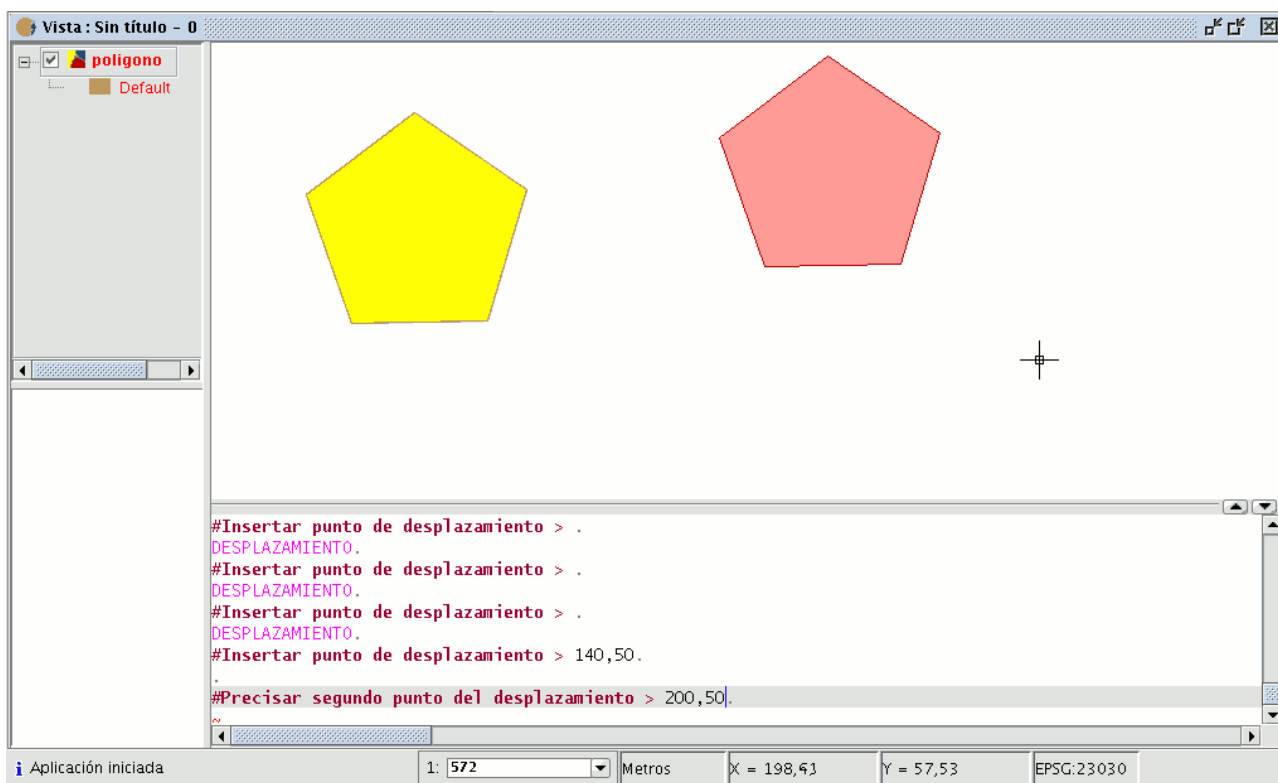 Vista : Sin título - 0
poligono
Default
#Insertar punto de desplazamiento > .
DESPLAZAMIENTO.
#Insertar punto de desplazamiento > .
DESPLAZAMIENTO.
#Insertar punto de desplazamiento > .
DESPLAZAMIENTO.
#Insertar punto de desplazamiento > 140,50.
.
#Precisar segundo punto del desplazamiento > 200,50.
~
Aplicación iniciada
1: 572
Metros
X = 198,43
Y = 57,53
EPSG:23030